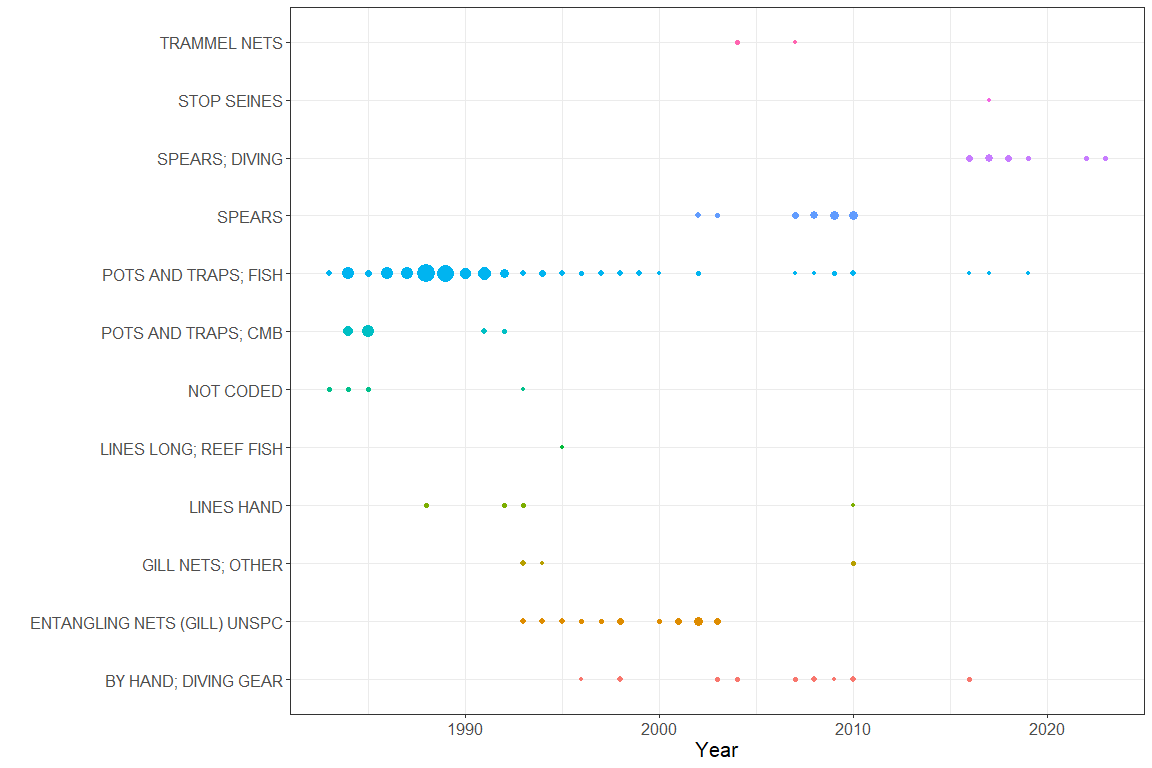 TRAMMEL NETS
STOP SEINES
SPEARS; DIVING
SPEARS
POTS AND TRAPS; FISH
POTS AND TRAPS; CMB
NOT CODED
LINES LONG; REEF FISH
LINES HAND
GILL NETS; OTHER
ENTANGLING NETS (GILL) UNSPC
BY HAND; DIVING GEAR
1990 2000 2010 2020
Year